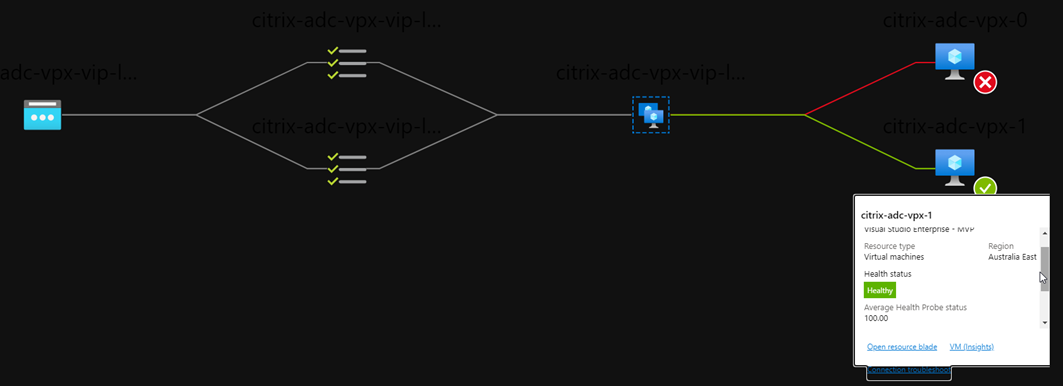 citrix-adc-vpx-vip-l...
citrix-adc-vpx-0
adc-vpx-vip-l...
citrix-adc-vpx-vip-l...
citrix-adc-vpx-vip-l...
citrix-adc-vpx-1
citrix-adc-vpx-1
Visual Studio Enterprise - MVP
Resource type
Region
Virtual machines
Australia East
Health status
Healthy
Average Health Probe status
100.00
Open resource blade
VM (Insights)
Connection troubleshoot